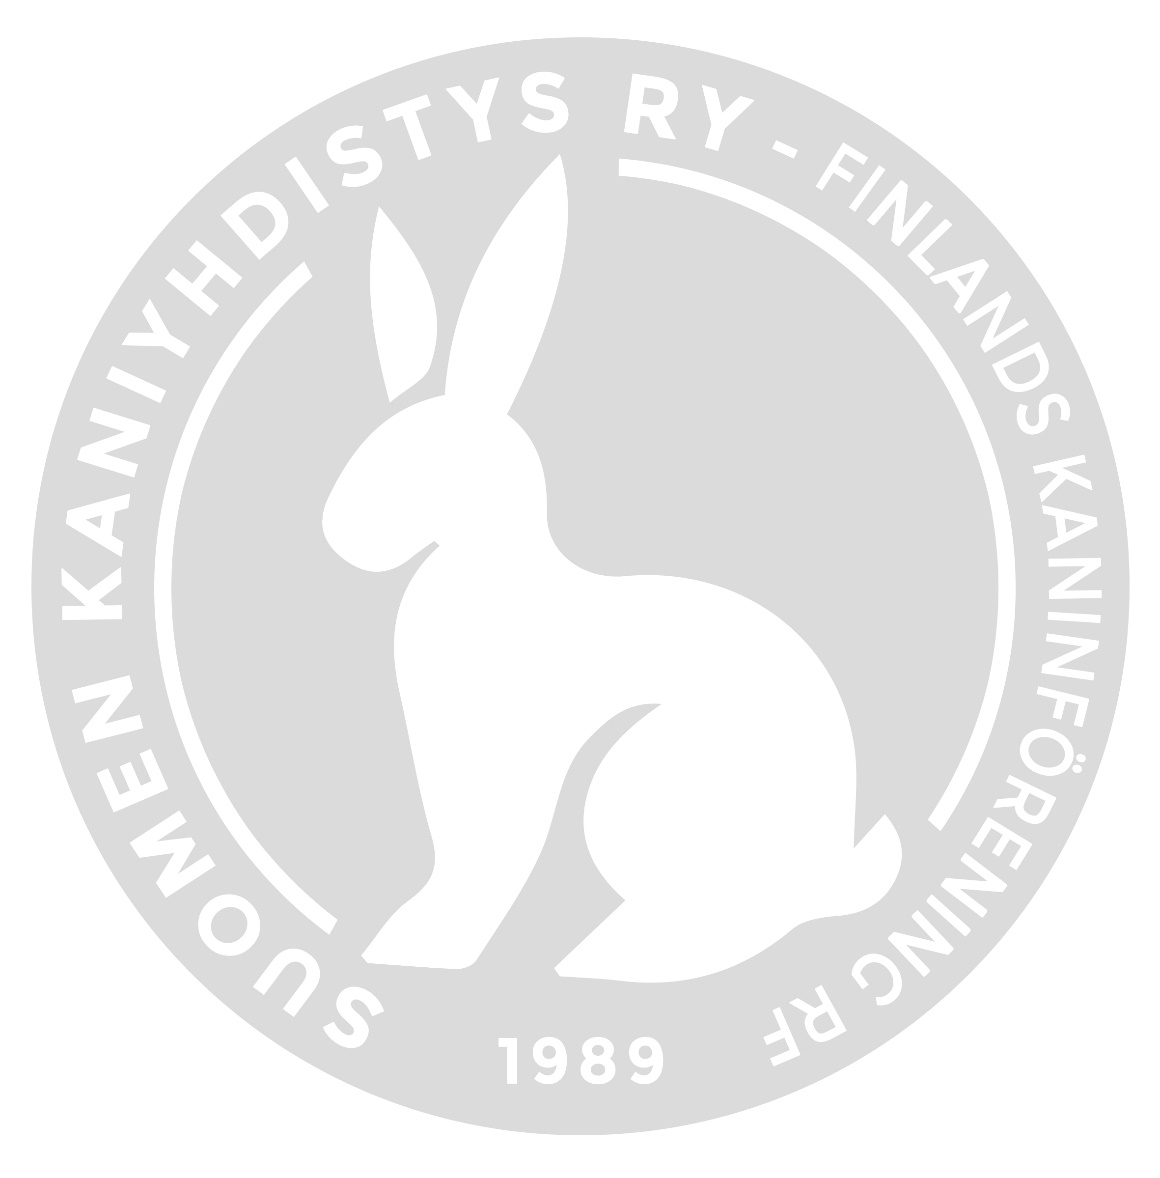 SUOMEN KANIYHDISTYS RY - FINLANDS KANINFÖRENING RF
1989